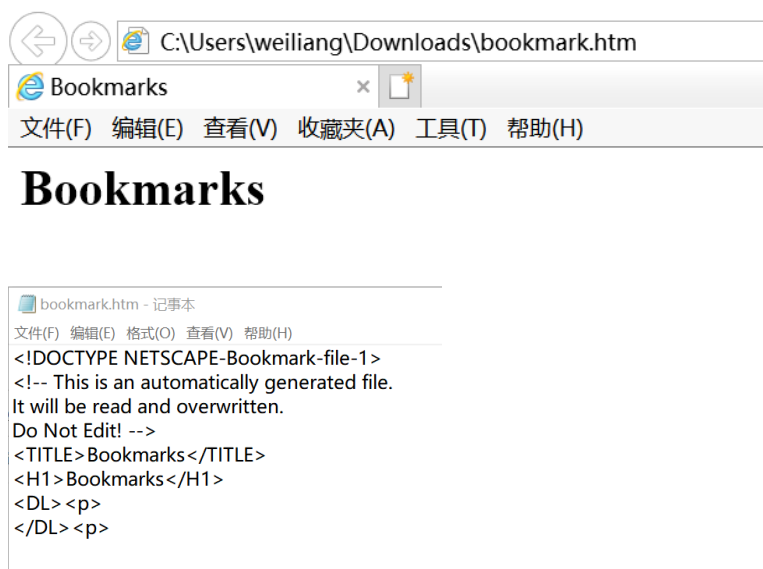 C:\Users\weiliang\Downloads\bookmark.htm
Bookmarks
文件(F) 编辑(E) 查看(V) 收藏夹(A) 工具(T) 帮助(H)
Bookmarks
bookmark.htm - 记事本
文件(F) 编辑(E) 格式(O) 查看(V) 帮助(H)
<!DOCTYPE NETSCAPE-Bookmark-file-1>
<!-- This is an automatically generated file.
It will be read and overwritten.
Do Not Edit! -->
<TITLE>Bookmarks</TITLE>
<H1>Bookmarks</H1>
<DL><p>
</DL><p>